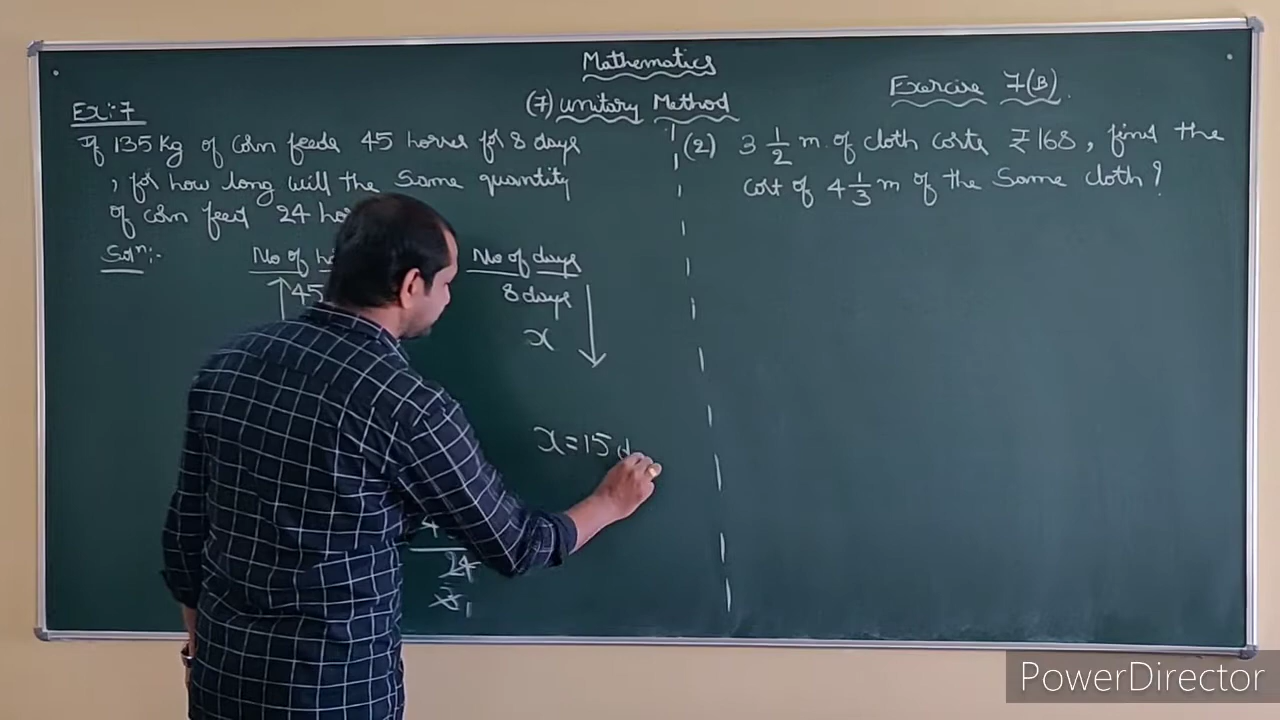 Mathematics
(7) Unitary Method
Ex:-7
If 135 Kg of Corn feeds 45 horses for 8 days
, for how long will the Same quantity
of corn feed 24
Soln:-
No of
No of days
↑45
8 days
x
x = 15
24
Exercise 7(B).
(2) 3 1/2 m of cloth costs ₹168, find the
cost of 4 1/3 m of the Same cloth?
PowerDirector